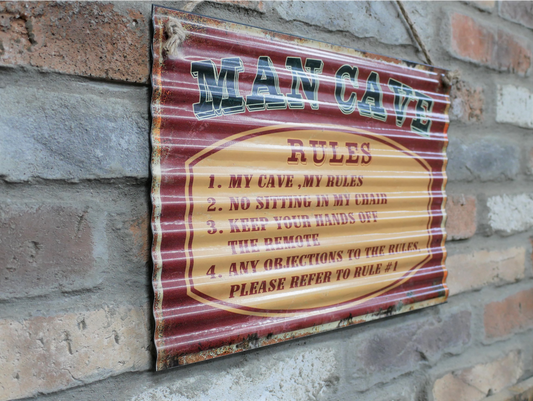 MAN CAVE
RULES
1. MY CAVE ,MY RULES
2. NO SITTING IN MY CHAIR
3. KEEP YOUR HANDS OFF
THE REMOTE
4. ANY OBJECTIONS TO THE RULES,
PLEASE REFER TO RULE #1